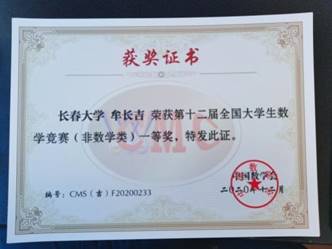 获奖证书
长春大学 牟长吉 荣获第十二届全国大学生数
学竞赛（非数学类）一等奖。特发此证。
中国数学会
编号：CMS（吉）F20200233
二〇二〇年十二月